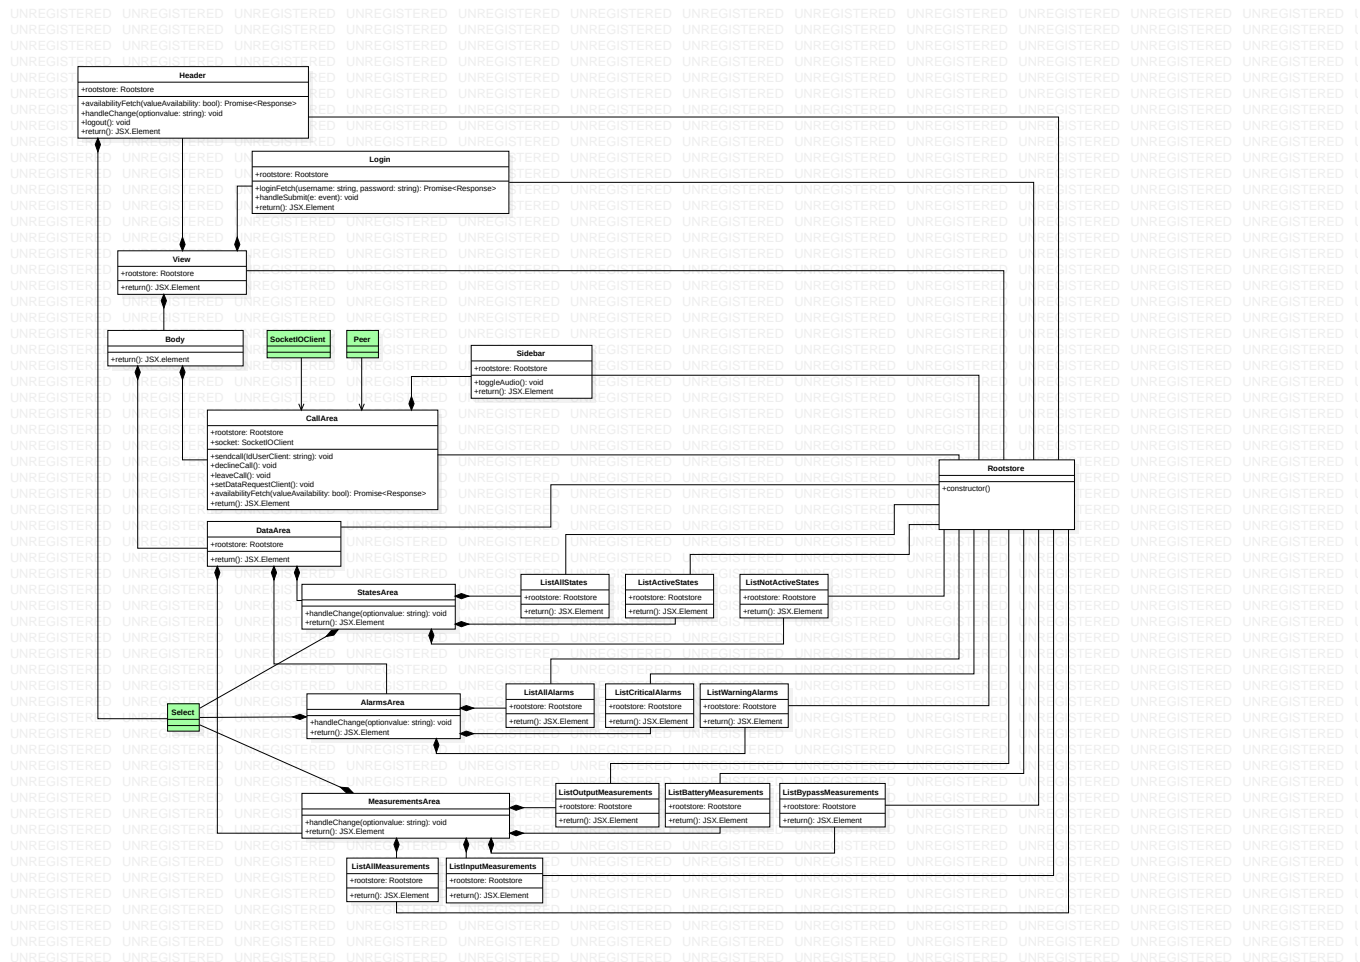 Header
+rootstore: Rootstore
+availabilityFetch(valueAvailability: bool): Promise<Response>
+handleChange(optionvalue: string): void
+logout(): void
+return(): JSX.Element
Login
+rootstore: Rootstore
+loginFetch(username: string, password: string): Promise<Response>
+handleSubmit(e: event): void
+return(): JSX.Element
View
+rootstore: Rootstore
+return(): JSX.Element
Body
+return(): JSX.element
SocketIOClient
Peer
Sidebar
+rootstore: Rootstore
+toggleAudio(): void
+return(): JSX.Element
CallArea
+rootstore: Rootstore
+socket: SocketIOClient
+sendcall(IdUserClient: string): void
+declineCall(): void
+leaveCall(): void
+setDataRequestClient(): void
+availabilityFetch(valueAvailability: bool): Promise<Response>
+return(): JSX.Element
Rootstore
+constructor()
DataArea
+rootstore: Rootstore
+return(): JSX.Element
StatesArea
+handleChange(optionvalue: string): void
+return(): JSX.Element
ListAllStates
+rootstore: Rootstore
+return(): JSX.Element
ListActiveStates
+rootstore: Rootstore
+return(): JSX.Element
ListNotActiveStates
+rootstore: Rootstore
+return(): JSX.Element
Select
AlarmsArea
+handleChange(optionvalue: string): void
+return(): JSX.Element
ListAllAlarms
+rootstore: Rootstore
+return(): JSX.Element
ListCriticalAlarms
+rootstore: Rootstore
+return(): JSX.Element
ListWarningAlarms
+rootstore: Rootstore
+return(): JSX.Element
MeasurementsArea
+handleChange(optionvalue: string): void
+return(): JSX.Element
ListOutputMeasurements
+rootstore: Rootstore
+return(): JSX.Element
ListBatteryMeasurements
+rootstore: Rootstore
+return(): JSX.Element
ListBypassMeasurements
+rootstore: Rootstore
+return(): JSX.Element
ListAllMeasurements
+rootstore: Rootstore
+return(): JSX.Element
ListInputMeasurements
+rootstore: Rootstore
+return(): JSX.Element
UNREGISTERED